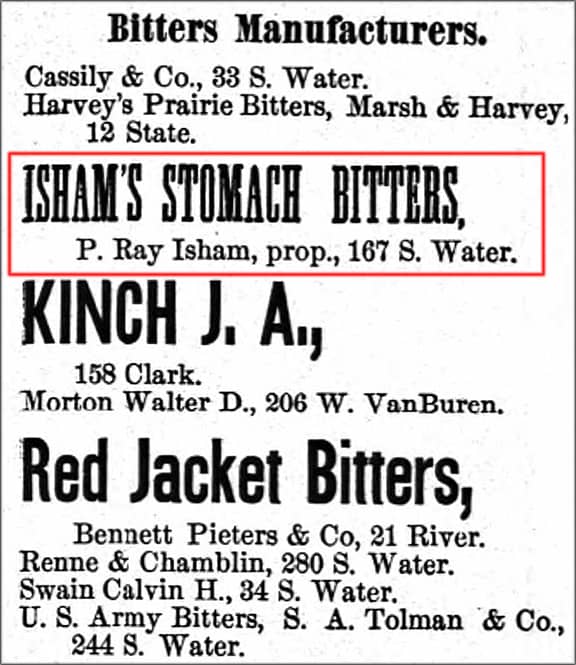 Bitters Manufacturers.
Cassily & Co., 33 S. Water.
Harvey's Prairie Bitters, Marsh & Harvey,
12 State.
ISHAM'S STOMACH BITTERS,
P. Ray Isham, prop., 167 S. Water.
KINCH J. A.,
158 Clark.
Morton Walter D., 206 W. VanBuren.
Red Jacket Bitters,
Bennett Pieters & Co, 21 River.
Renne & Chamblin, 280 S. Water.
Swain Calvin H., 34 S. Water.
U. S. Army Bitters, S. A. Tolman & Co.,
244 S. Water.